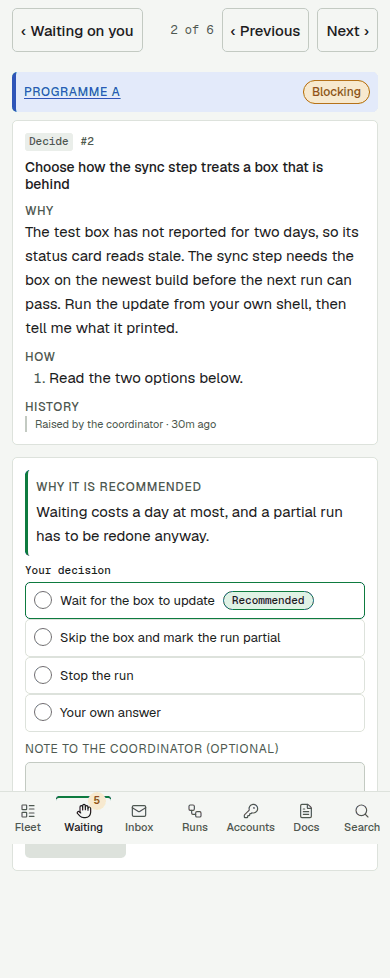 ‹ Waiting on you
2 of 6
‹ Previous
Next ›
PROGRAMME A
Blocking
Decide #2
Choose how the sync step treats a box that is
behind
WHY
The test box has not reported for two days, so its
status card reads stale. The sync step needs the
box on the newest build before the next run can
pass. Run the update from your own shell, then
tell me what it printed.
HOW
1. Read the two options below.
HISTORY
Raised by the coordinator · 30m ago
WHY IT IS RECOMMENDED
Waiting costs a day at most, and a partial run
has to be redone anyway.
Your decision
Wait for the box to update Recommended
Skip the box and mark the run partial
Stop the run
Your own answer
NOTE TO THE COORDINATOR (OPTIONAL)
5
Fleet
Waiting
Inbox
Runs
Accounts
Docs
Search